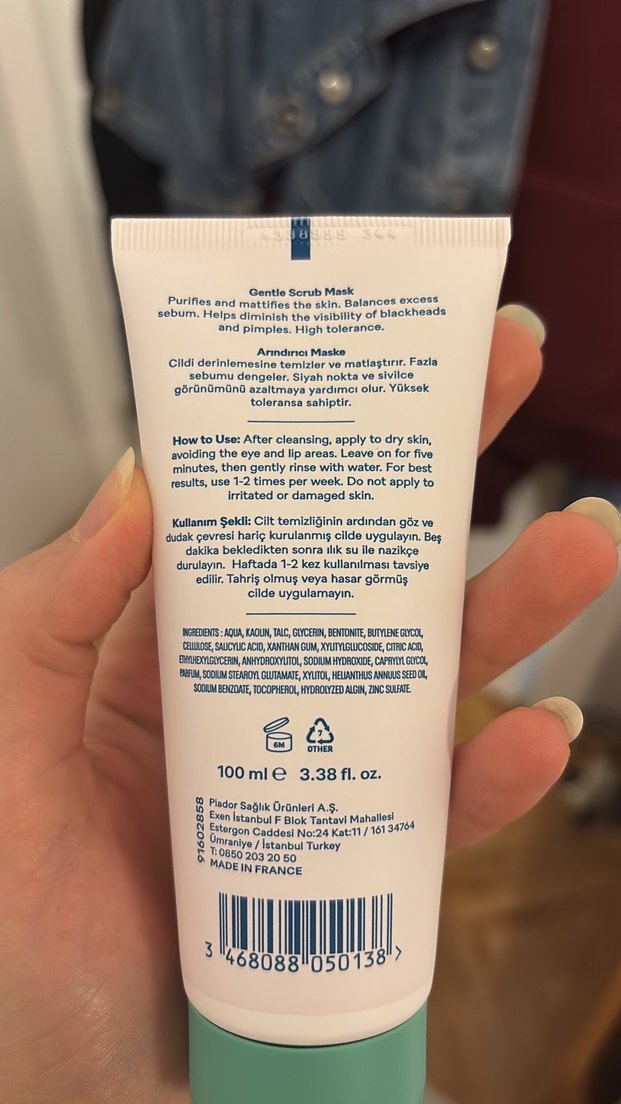 Gentle Scrub Mask
Purifies and mattifies the skin. Balances excess
sebum. Helps diminish the visibility of blackheads
and pimples. High tolerance.
Arındırıcı Maske
Cildi derinlemesine temizler ve matlaştırır. Fazla
sebumu dengeler. Siyah nokta ve sivilce
görünümünü azaltmaya yardımcı olur. Yüksek
toleransa sahiptir.
How to Use: After cleansing, apply to dry skin,
avoiding the eye and lip areas. Leave on for five
minutes, then gently rinse with water. For best
results, use 1-2 times per week. Do not apply to
irritated or damaged skin.
Kullanım Şekli: Cilt temizliğinin ardından göz ve
dudak çevresi hariç kurulanmış cilde uygulayın. Beş
dakika bekledikten sonra ılık su ile nazikçe
durulayın. Haftada 1-2 kez kullanılması tavsiye
edilir. Tahriş olmuş veya hasar görmüş
cilde uygulamayın.
INGREDIENTS : AQUA, KAOLIN, TALC, GLYCERIN, BENTONITE, BUTYLENE GLYCOL,
CELLULOSE, SALICYLIC ACID, XANTHAN GUM, XYLITYLGLUCOSIDE, CITRIC ACID,
ETHYLHEXYLGLYCERIN, ANHYDROXYLITOL, SODIUM HYDROXIDE, CAPRYLYL GLYCOL,
PARFUM, SODIUM STEAROYL GLUTAMATE, XYLITOL, HELIANTHUS ANNUUS SEED OIL,
SODIUM BENZOATE, TOCOPHEROL, HYDROLYZED ALGIN, ZINC SULFATE.
6M
7
OTHER
100 ml ℮ 3.38 fl. oz.
91602858
Piador Sağlık Ürünleri A.Ş.
Exen İstanbul F Blok Tantavi Mahallesi
Estergon Caddesi No:24 Kat:11 / 161 34764
Ümraniye / İstanbul Turkey
T: 0850 203 20 50
MADE IN FRANCE
3 468088 050138 >